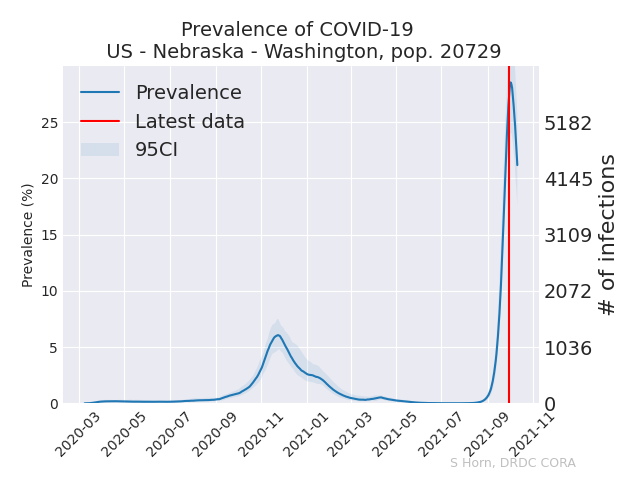 Prevalence of COVID-19
US - Nebraska - Washington, pop. 20729
Prevalence
Latest data
95CI
Prevalence (%)
25
20
15
10
5
0
5182
4145
3109
2072
1036
0
# of infections
2020-03
2020-05
2020-07
2020-09
2020-11
2021-01
2021-03
2021-05
2021-07
2021-09
2021-11
S Horn, DRDC CORA